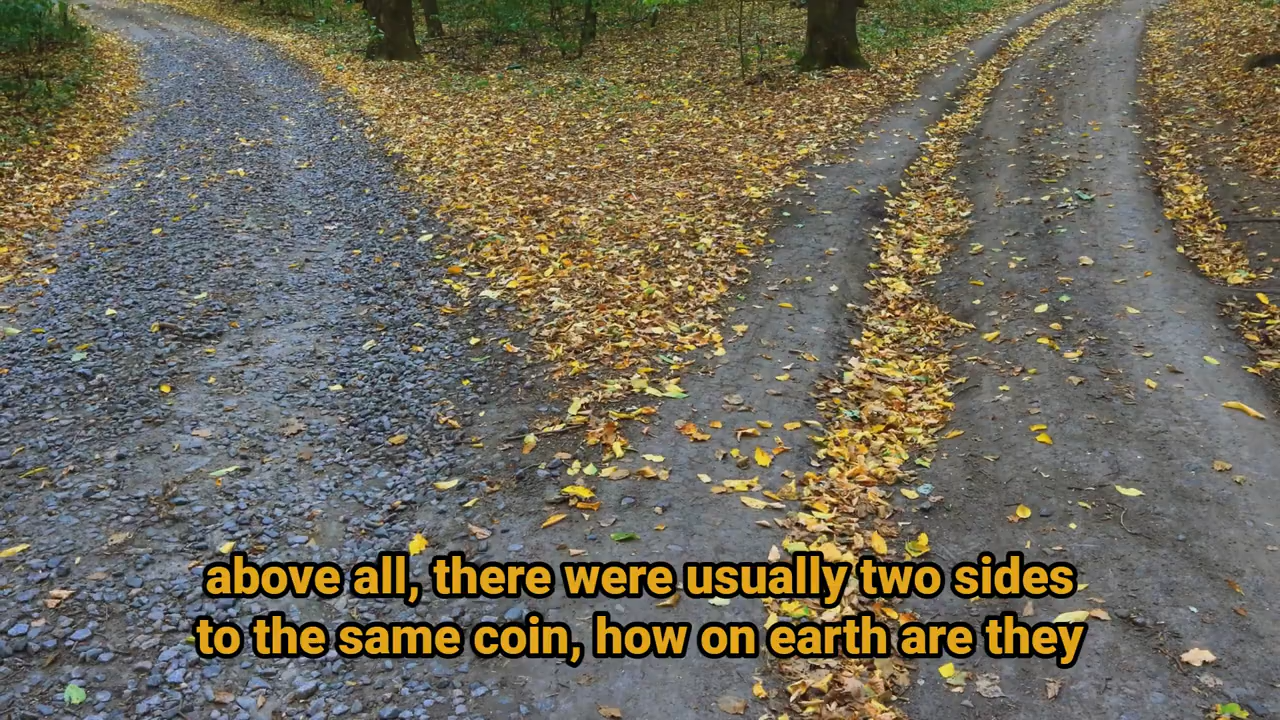 above all, there were usually two sides
to the same coin, how on earth are they